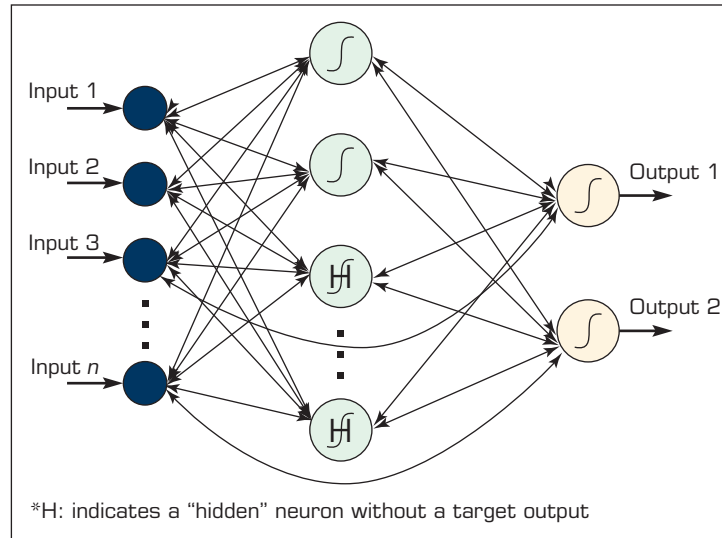 Input 1
Input 2
Input 3
Input n
Output 1
Output 2
H
H
*H: indicates a “hidden” neuron without a target output